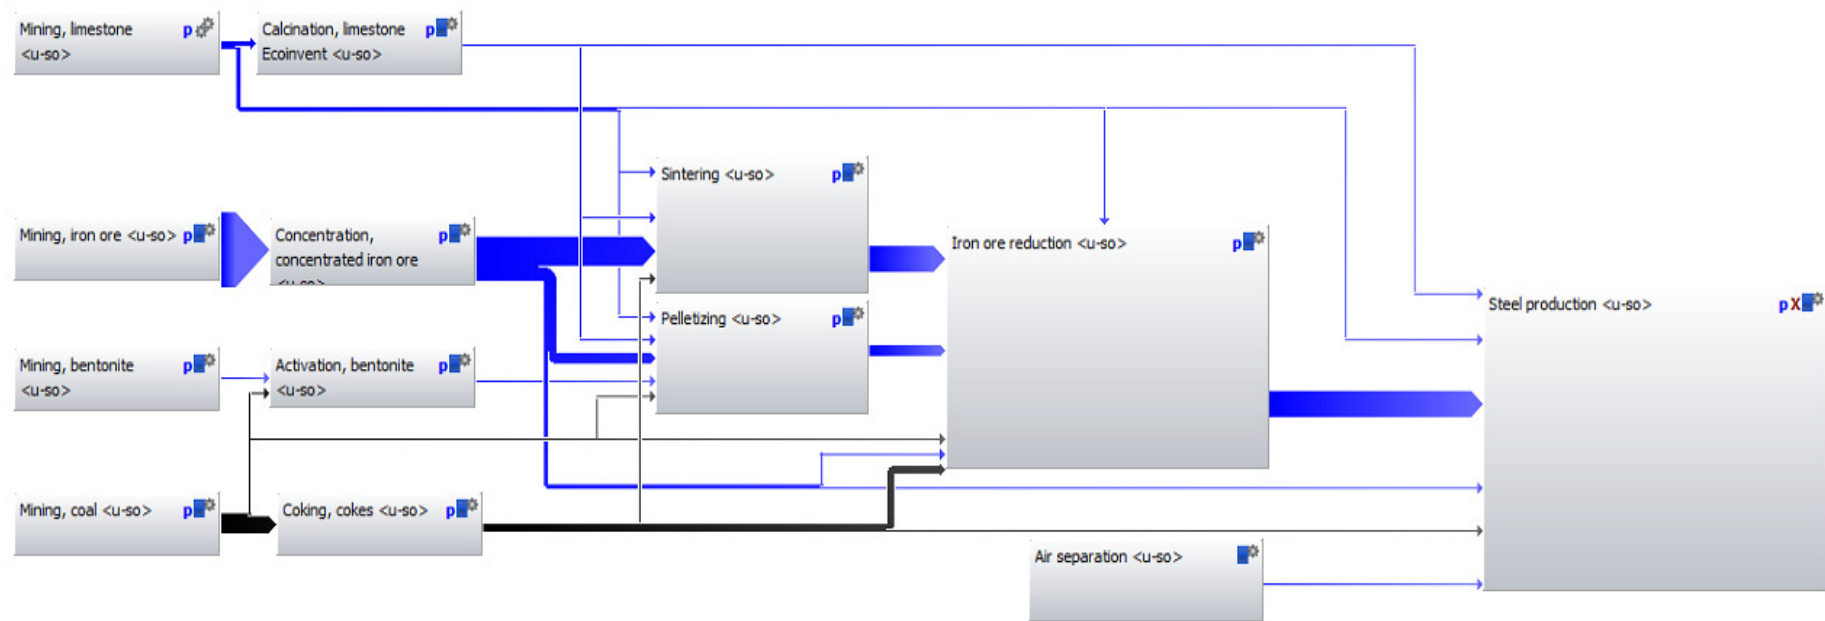 Mining, limestone
<u-so>
p
Calcination, limestone
Ecoinvent <u-so>
p
Sintering <u-so>
p
Mining, iron ore <u-so>
p
Concentration,
concentrated iron ore
<u-so>
p
Iron ore reduction <u-so>
p
Pelletizing <u-so>
p
Steel production <u-so>
p X
Mining, bentonite
<u-so>
p
Activation, bentonite
<u-so>
p
Mining, coal <u-so>
p
Coking, cokes <u-so>
p
Air separation <u-so>